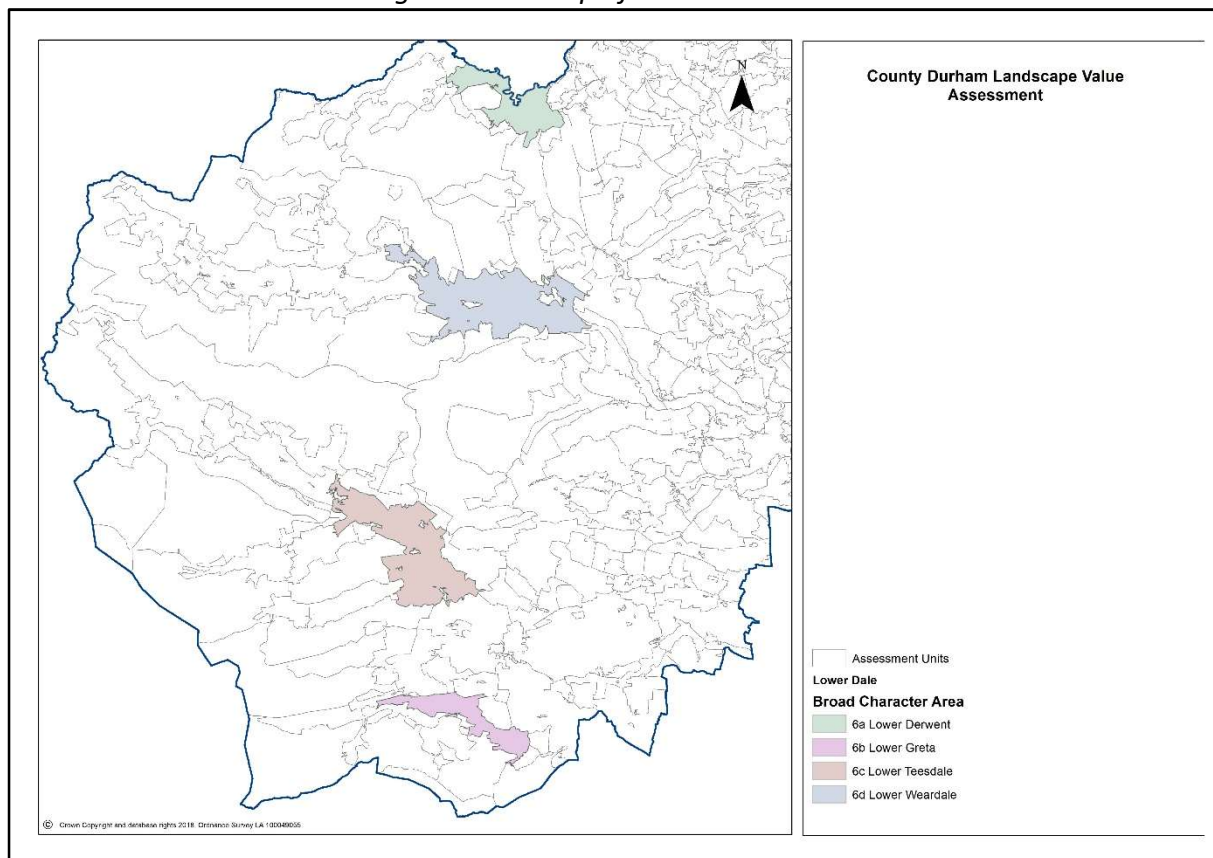 N
County Durham Landscape Value
Assessment
Assessment Units
Lower Dale
Broad Character Area
6a Lower Derwent
6b Lower Greta
6c Lower Teesdale
6d Lower Weardale
© Crown Copyright and database rights 2018. Ordnance Survey LA 100049055